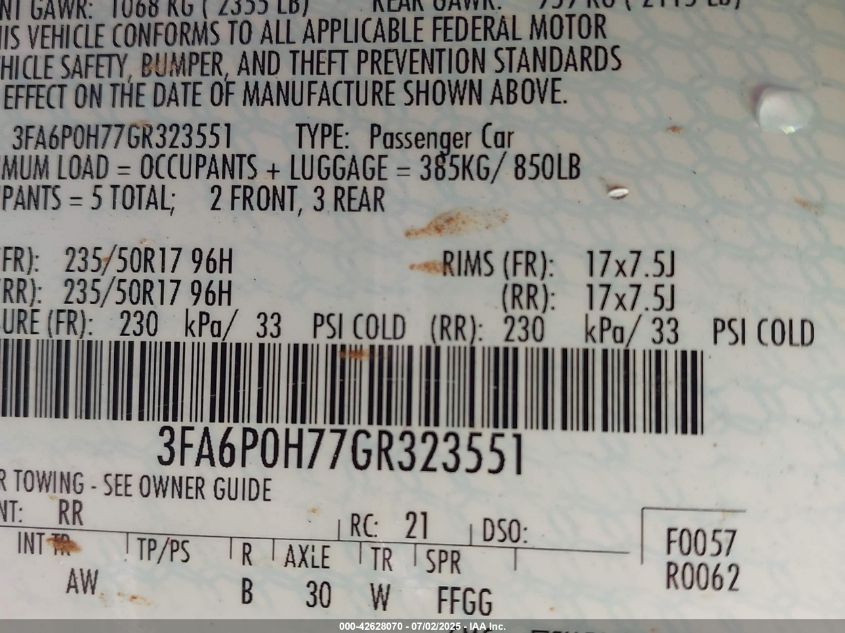 NT GAWR: 1068 KG ( 2355 LB) REAR GAWR:
IS VEHICLE CONFORMS TO ALL APPLICABLE FEDERAL MOTOR
HICLE SAFETY, BUMPER, AND THEFT PREVENTION STANDARDS
EFFECT ON THE DATE OF MANUFACTURE SHOWN ABOVE.
3FA6P0H77GR323551 TYPE: Passenger Car
MUM LOAD = OCCUPANTS + LUGGAGE = 385KG/ 850LB
PANTS = 5 TOTAL; 2 FRONT, 3 REAR
FR): 235/50R17 96H RIMS (FR): 17x7.5J
RR): 235/50R17 96H (RR): 17x7.5J
URE (FR): 230 kPa/ 33 PSI COLD (RR): 230 kPa/ 33 PSI COLD
3FA6P0H77GR323551
R TOWING - SEE OWNER GUIDE
NT: RR RC: 21 DSO:
INT TR TP/PS R AXLE TR SPR F0057
AW B 30 W FFGG R0062
000-42628070 - 07/02/2025 - IAA Inc.